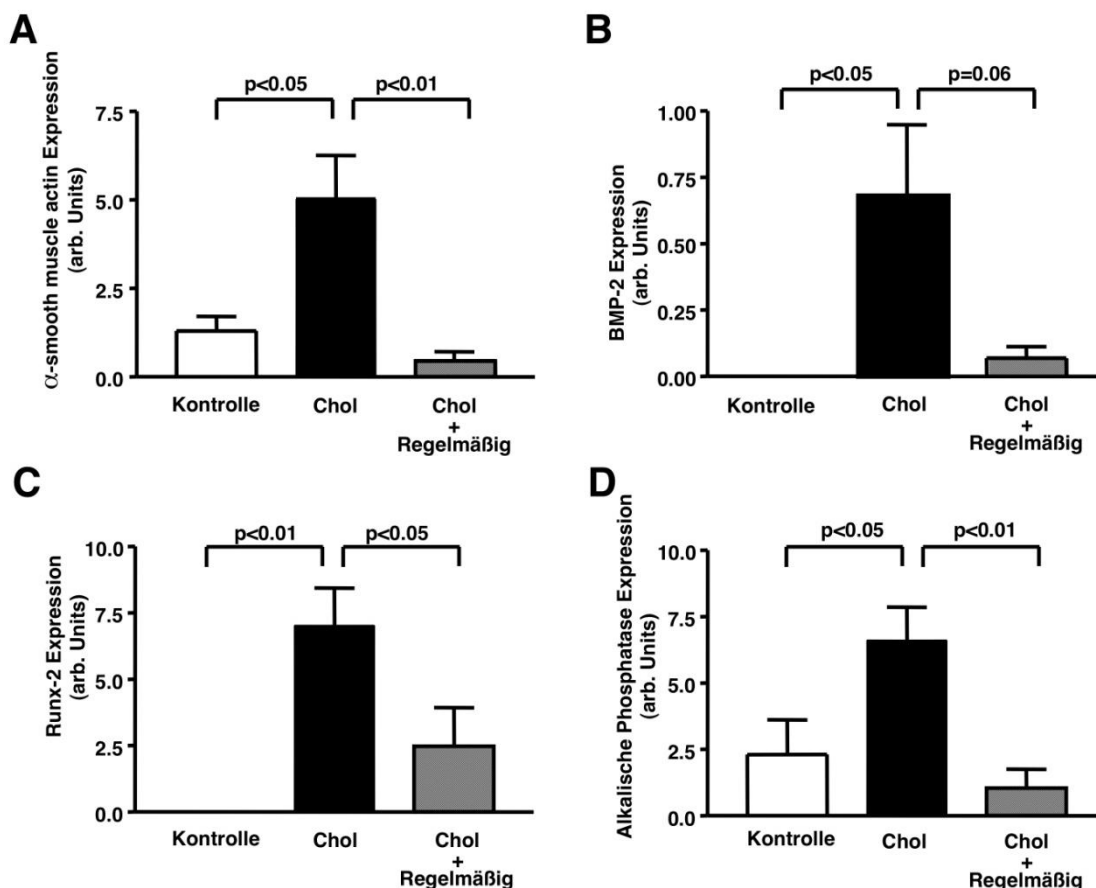 A
p<0.05
p<0.01
α-smooth muscle actin Expression
(arb. Units)
7.5
5.0
2.5
0.0
Kontrolle
Chol
Chol
+
Regelmäßig
B
p<0.05
p=0.06
BMP-2 Expression
(arb. Units)
1.00
0.75
0.50
0.25
0.00
Kontrolle
Chol
Chol
+
Regelmäßig
C
p<0.01
p<0.05
Runx-2 Expression
(arb. Units)
10.0
7.5
5.0
2.5
0.0
Kontrolle
Chol
Chol
+
Regelmäßig
D
p<0.05
p<0.01
Alkalische Phosphatase Expression
(arb. Units)
10.0
7.5
5.0
2.5
0.0
Kontrolle
Chol
Chol
+
Regelmäßig